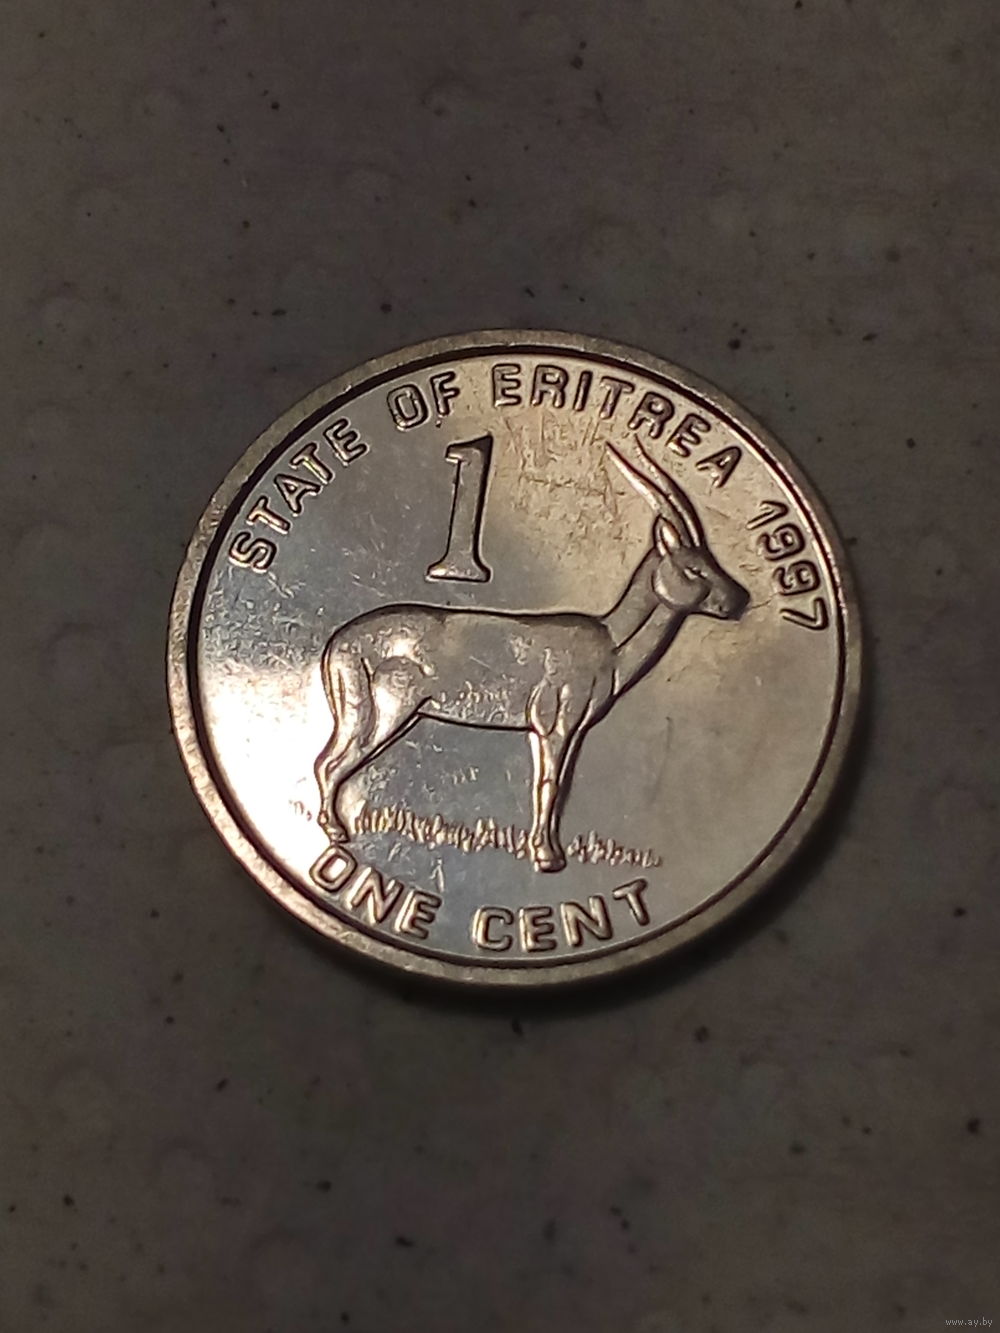 STATE OF ERITREA 1997
1
ONE CENT
www.ay.by